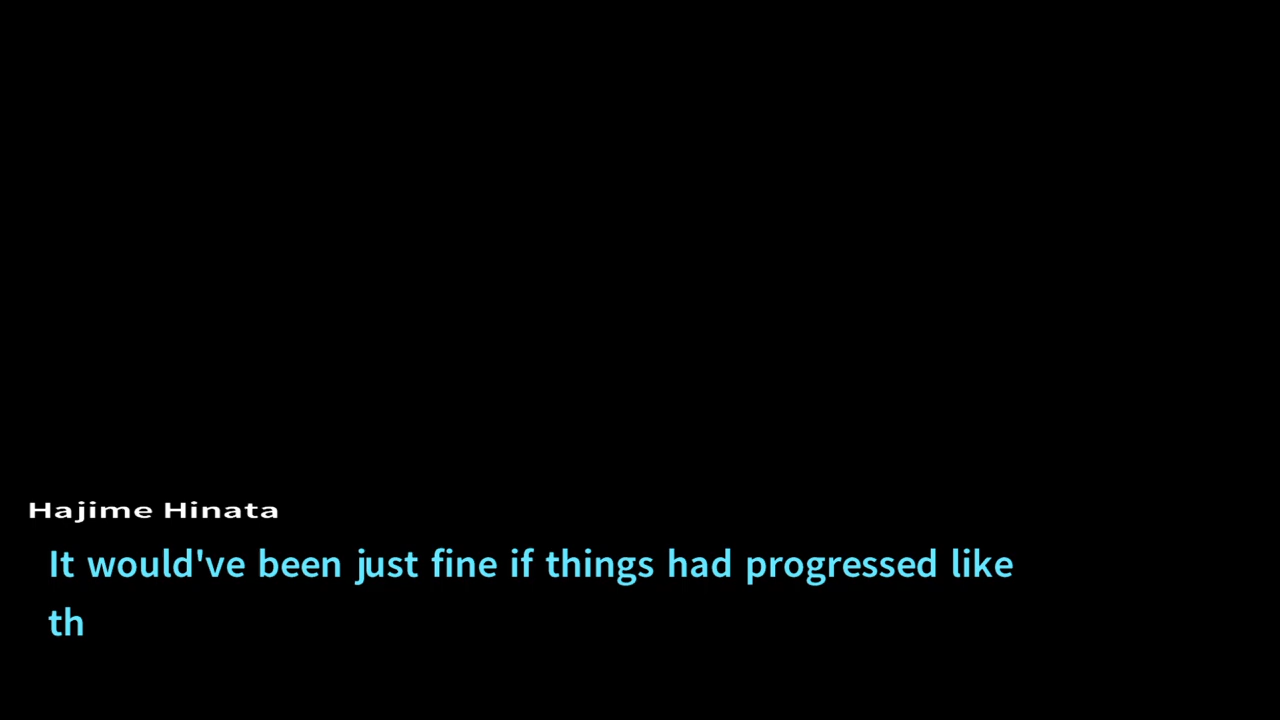 Hajime Hinata
It would've been just fine if things had progressed like
th